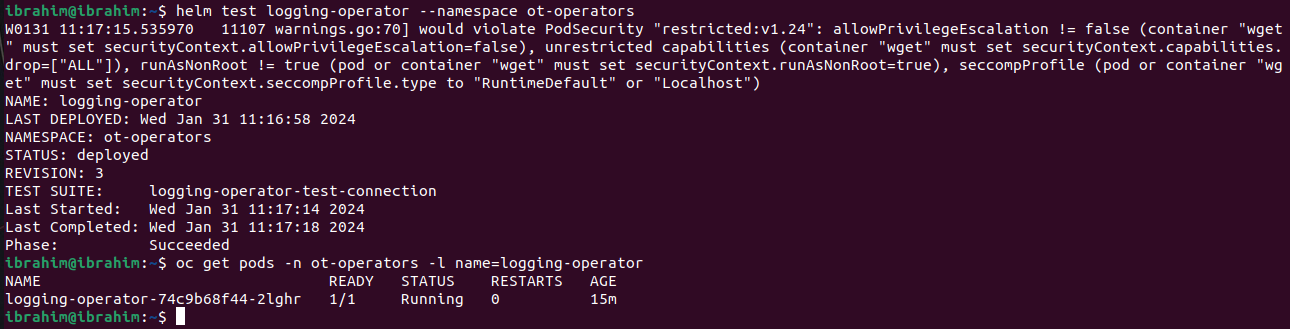 ibrahim@ibrahim:~$ helm test logging-operator --namespace ot-operators
W0131 11:17:15.535970   11107 warnings.go:70] would violate PodSecurity "restricted:v1.24": allowPrivilegeEscalation != false (container "wget
" must set securityContext.allowPrivilegeEscalation=false), unrestricted capabilities (container "wget" must set securityContext.capabilities.
drop=["ALL"]), runAsNonRoot != true (pod or container "wget" must set securityContext.runAsNonRoot=true), seccompProfile (pod or container "wg
et" must set securityContext.seccompProfile.type to "RuntimeDefault" or "Localhost")
NAME: logging-operator
LAST DEPLOYED: Wed Jan 31 11:16:58 2024
NAMESPACE: ot-operators
STATUS: deployed
REVISION: 3
TEST SUITE:     logging-operator-test-connection
Last Started:   Wed Jan 31 11:17:14 2024
Last Completed: Wed Jan 31 11:17:18 2024
Phase:          Succeeded
ibrahim@ibrahim:~$ oc get pods -n ot-operators -l name=logging-operator
NAME                                READY   STATUS    RESTARTS   AGE
logging-operator-74c9b68f44-2lghr   1/1     Running   0          15m
ibrahim@ibrahim:~$